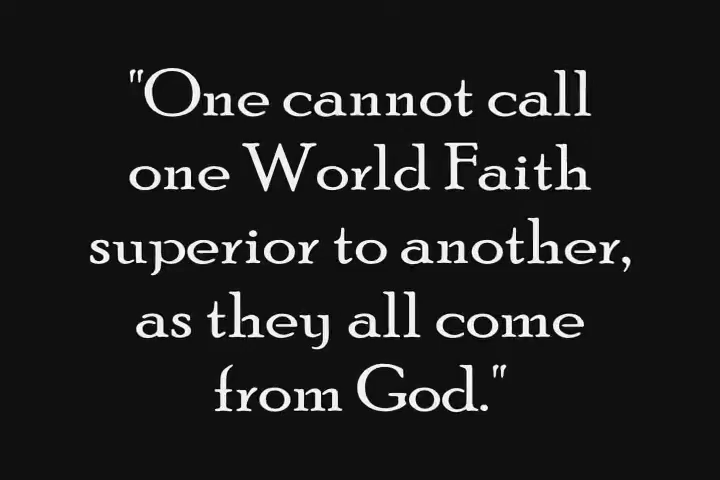 "One cannot call
one World Faith
superior to another,
as they all come
from God."